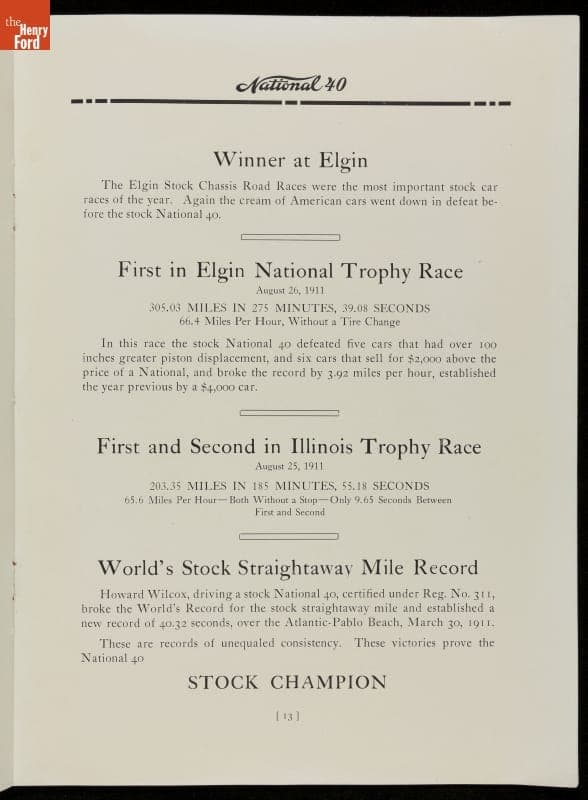 the
Henry
Ford
National 40
Winner at Elgin
The Elgin Stock Chassis Road Races were the most important stock car
races of the year. Again the cream of American cars went down in defeat be-
fore the stock National 40.
First in Elgin National Trophy Race
August 26, 1911
305.03 MILES IN 275 MINUTES, 39.08 SECONDS
66.4 Miles Per Hour, Without a Tire Change
In this race the stock National 40 defeated five cars that had over 100
inches greater piston displacement, and six cars that sell for $2,000 above the
price of a National, and broke the record by 3.92 miles per hour, established
the year previous by a $4,000 car.
First and Second in Illinois Trophy Race
August 25, 1911
203.35 MILES IN 185 MINUTES, 55.18 SECONDS
65.6 Miles Per Hour—Both Without a Stop—Only 9.65 Seconds Between
First and Second
World's Stock Straightaway Mile Record
Howard Wilcox, driving a stock National 40, certified under Reg. No. 311,
broke the World's Record for the stock straightaway mile and established a
new record of 40.32 seconds, over the Atlantic-Pablo Beach, March 30, 1911.
These are records of unequaled consistency. These victories prove the
National 40
STOCK CHAMPION
[ 13 ]